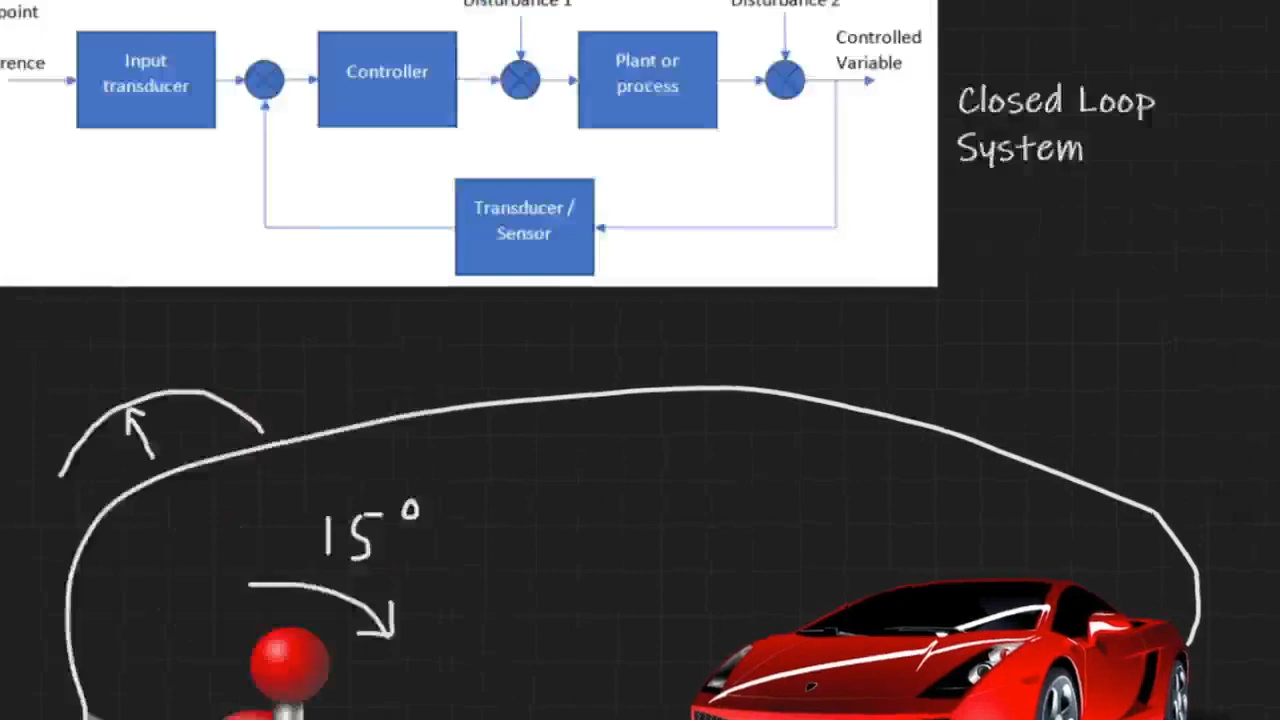 point
Disturbance 1
Disturbance 2
rence
Input
transducer
Controller
Plant or
process
Controlled
Variable
Transducer /
Sensor
Closed Loop
System
15°